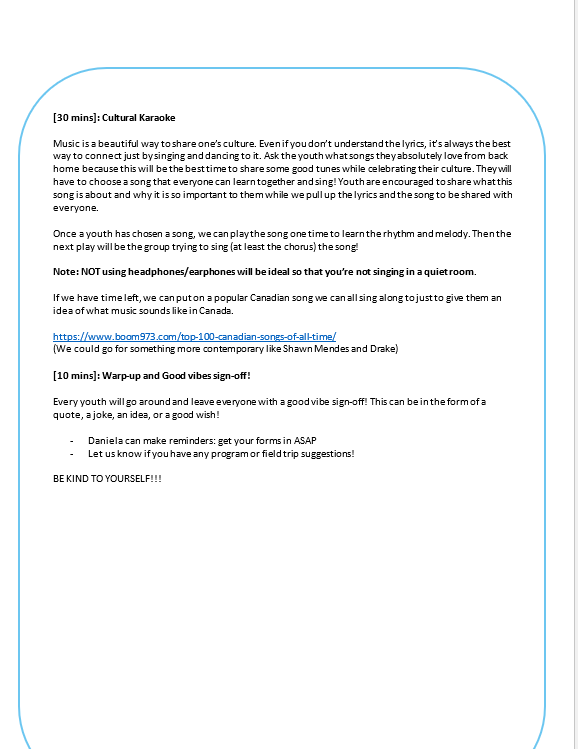 [30 mins]: Cultural Karaoke
Music is a beautiful way to share one's culture. Even if you don't understand the lyrics, it's always the best
way to connect just by singing and dancing to it. Ask the youth what songs they absolutely love from back
home because this will be the best time to share some good tunes while celebrating their culture. They will
have to choose a song that everyone can learn together and sing! Youth are encouraged to share what this
song is about and why it is so important to them while we pull up the lyrics and the song to be shared with
everyone.
Once a youth has chosen a song, we can play the song one time to learn the rhythm and melody. Then the
next play will be the group trying to sing (at least the chorus) the song!
Note: NOT using headphones/earphones will be ideal so that you're not singing in a quiet room.
If we have time left, we can put on a popular Canadian song we can all sing along to just to give them an
idea of what music sounds like in Canada.
https://www.boom973.com/top-100-canadian-songs-of-all-time/
(We could go for something more contemporary like Shawn Mendes and Drake)
[10 mins]: Warp-up and Good vibes sign-off!
Every youth will go around and leave everyone with a good vibe sign-off! This can be in the form of a
quote, a joke, an idea, or a good wish!
- Daniela can make reminders: get your forms in ASAP
- Let us know if you have any program or field trip suggestions!
BE KIND TO YOURSELF!!!